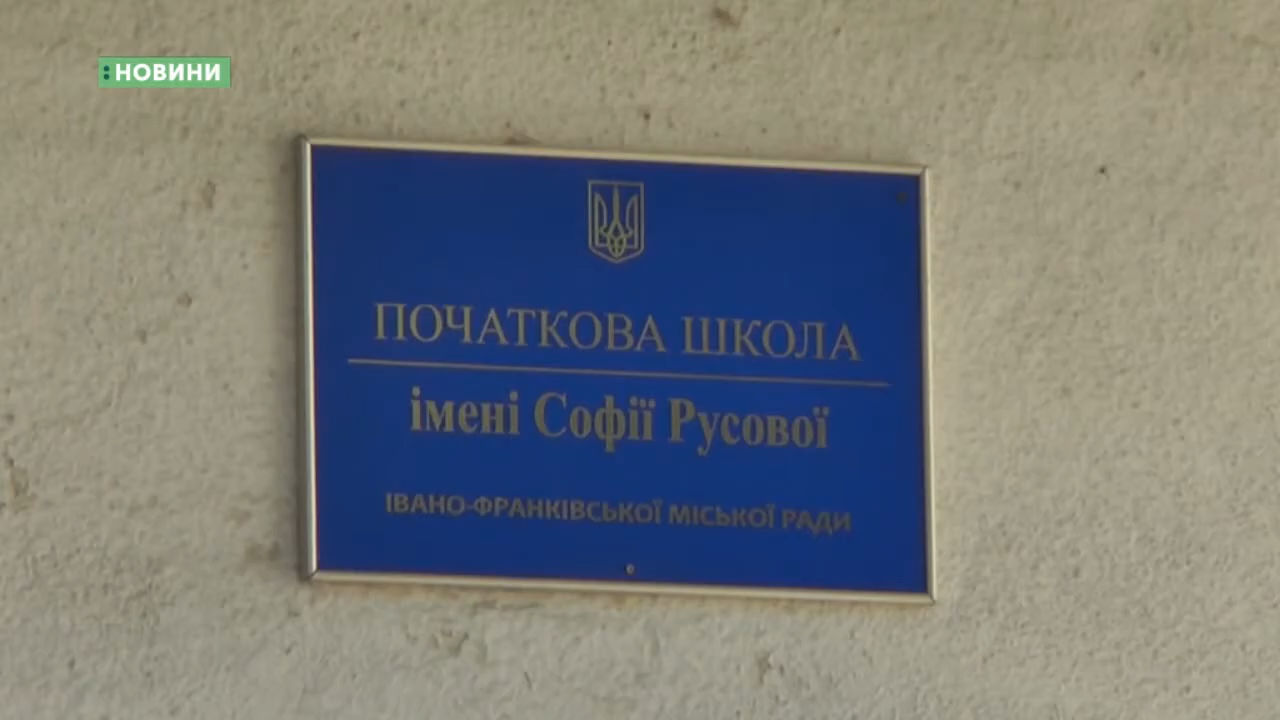 :НОВИНИ
ПОЧАТКОВА ШКОЛА
імені Софії Русової
ІВАНО-ФРАНКІВСЬКОЇ МІСЬКОЇ РАДИ